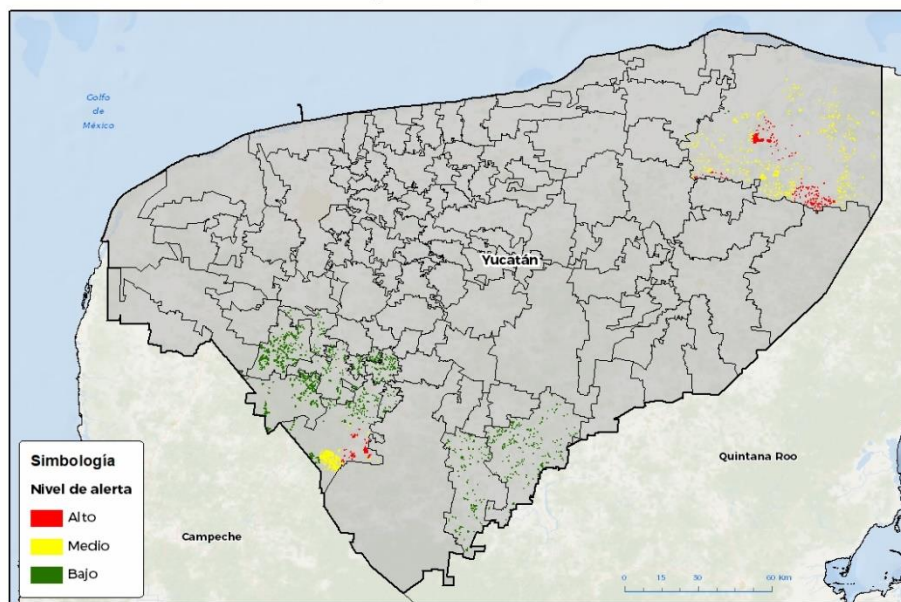 Golfo
de
México
Yucatán
Quintana Roo
Campeche
Simbología
Nivel de alerta
Alto
Medio
Bajo
0 15 30 60 Km